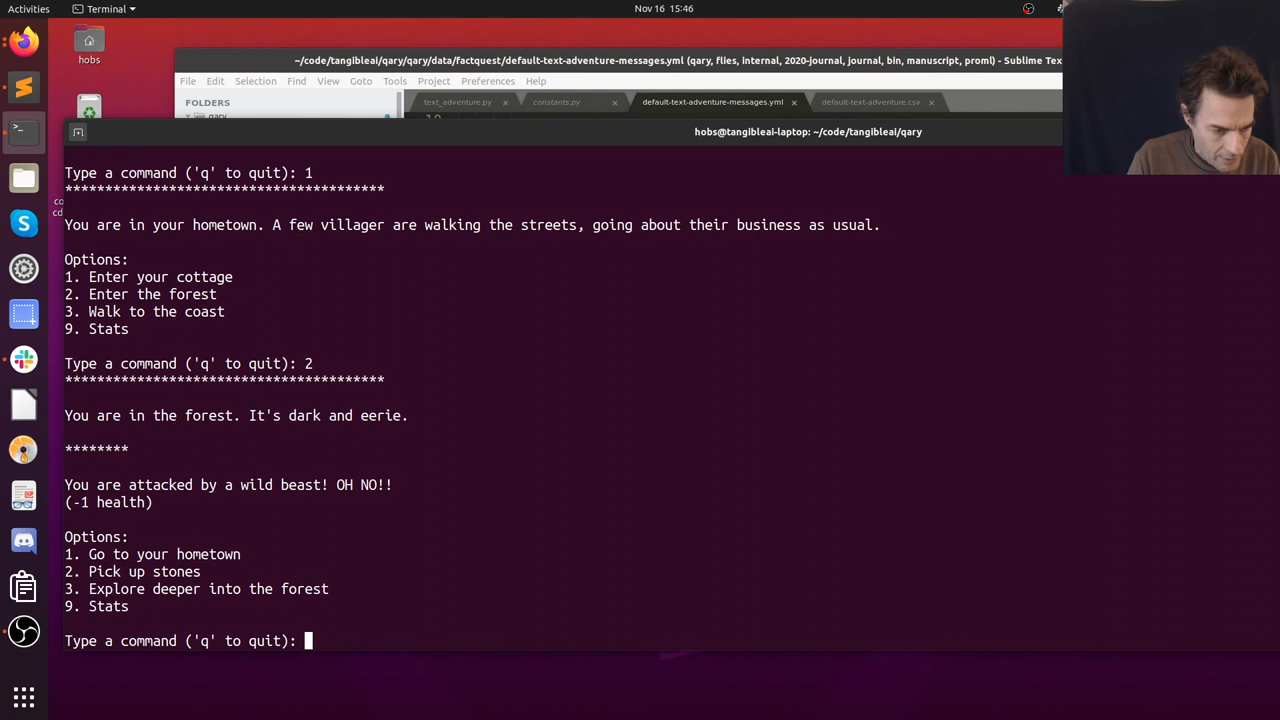 Activities
Terminal
Nov 16 15:46
hobs
~/code/tangibleai/qary/qary/data/factquest/default-text-adventure-messages.yml (qary, files, internal, 2020-journal, journal, bin, manuscript, proml) - Sublime Tex
File Edit Selection Find View Goto Tools Project Preferences Help
FOLDERS
text_adventure.py
constants.py
default-text-adventure-messages.yml
default-text-adventure.csv
qary
hobs@tangibleai-laptop: ~/code/tangibleai/qary
Type a command ('q' to quit): 1
****************************************
You are in your hometown. A few villager are walking the streets, going about their business as usual.
Options:
1. Enter your cottage
2. Enter the forest
3. Walk to the coast
9. Stats
Type a command ('q' to quit): 2
****************************************
You are in the forest. It's dark and eerie.
********
You are attacked by a wild beast! OH NO!!
(-1 health)
Options:
1. Go to your hometown
2. Pick up stones
3. Explore deeper into the forest
9. Stats
Type a command ('q' to quit):